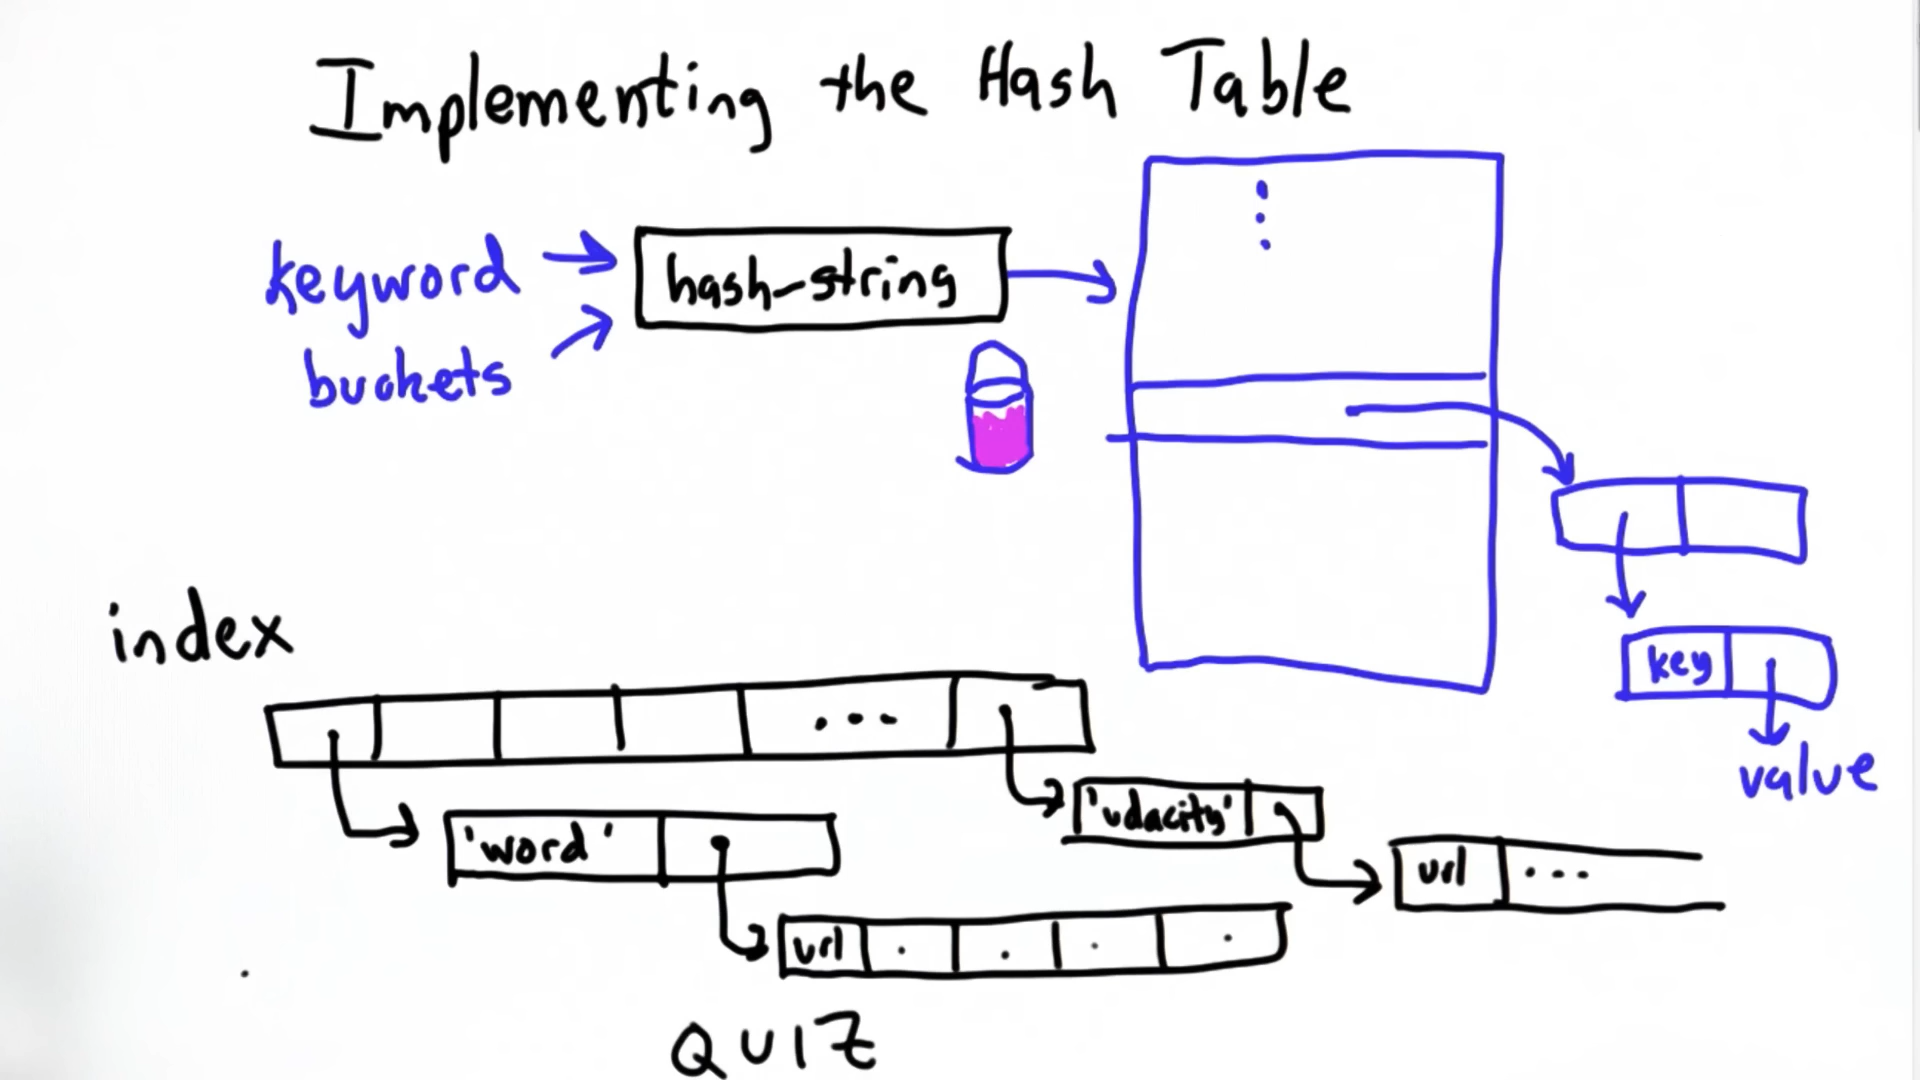 Implementing the Hash Table
keyword
buckets
hash-string
index
key
value
'word'
'udacity'
url
url
QUIZ